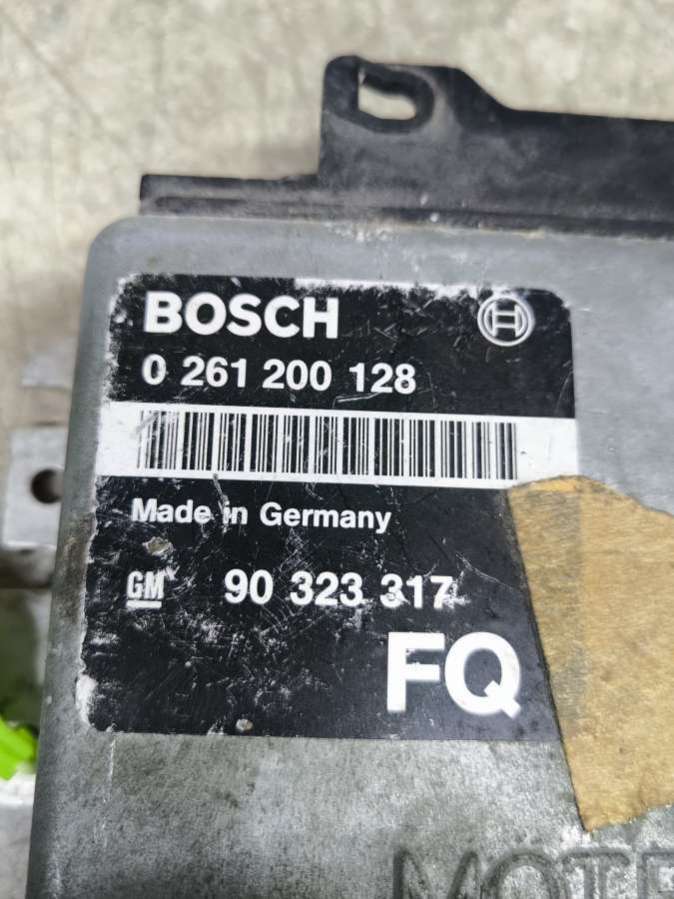 BOSCH
0 261 200 128
Made in Germany
GM 90 323 317
FQ